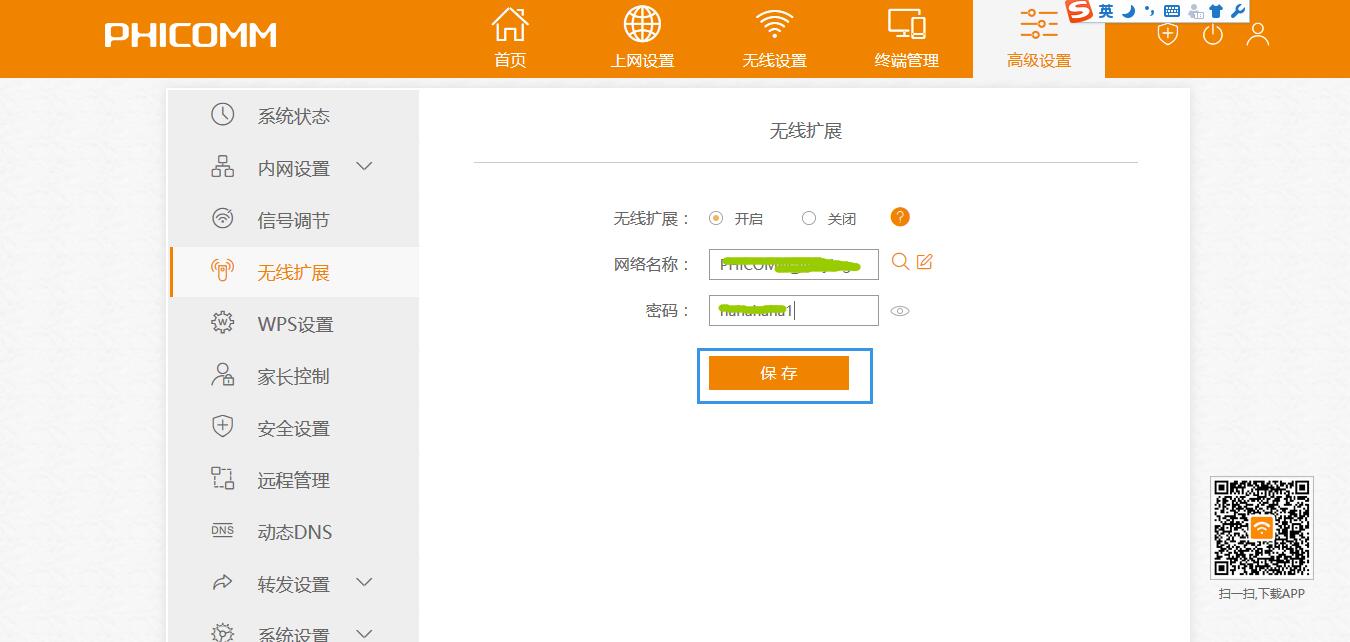 PHICOMM
首页
上网设置
无线设置
终端管理
高级设置
英
系统状态
内网设置
信号调节
无线扩展
WPS设置
家长控制
安全设置
远程管理
DNS 动态DNS
转发设置
系统设置
无线扩展
无线扩展： 开启 关闭 ?
网络名称：
密码：
保 存
扫一扫,下载APP